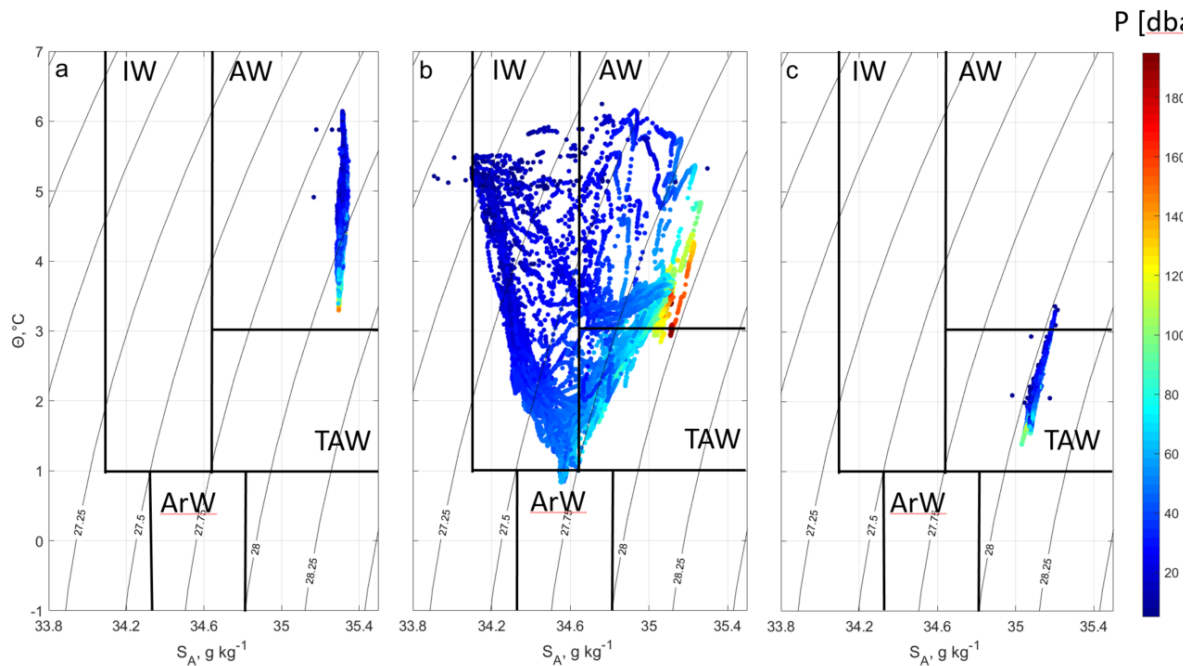 P [dba
a IW AW b IW AW c IW AW
7
6
5
4
3
2
1
0
-1
Θ,°C
TAW TAW TAW
ArW ArW ArW
27.25 27.5 27.75 28 28.25
27.25 27.5 27.75 28 28.25
27.25 27.5 27.75 28 28.25
33.8 34.2 34.6 35 35.4
33.8 34.2 34.6 35 35.4
33.8 34.2 34.6 35 35.4
S_A, g kg⁻¹ S_A, g kg⁻¹ S_A, g kg⁻¹
180
160
140
120
100
80
60
40
20